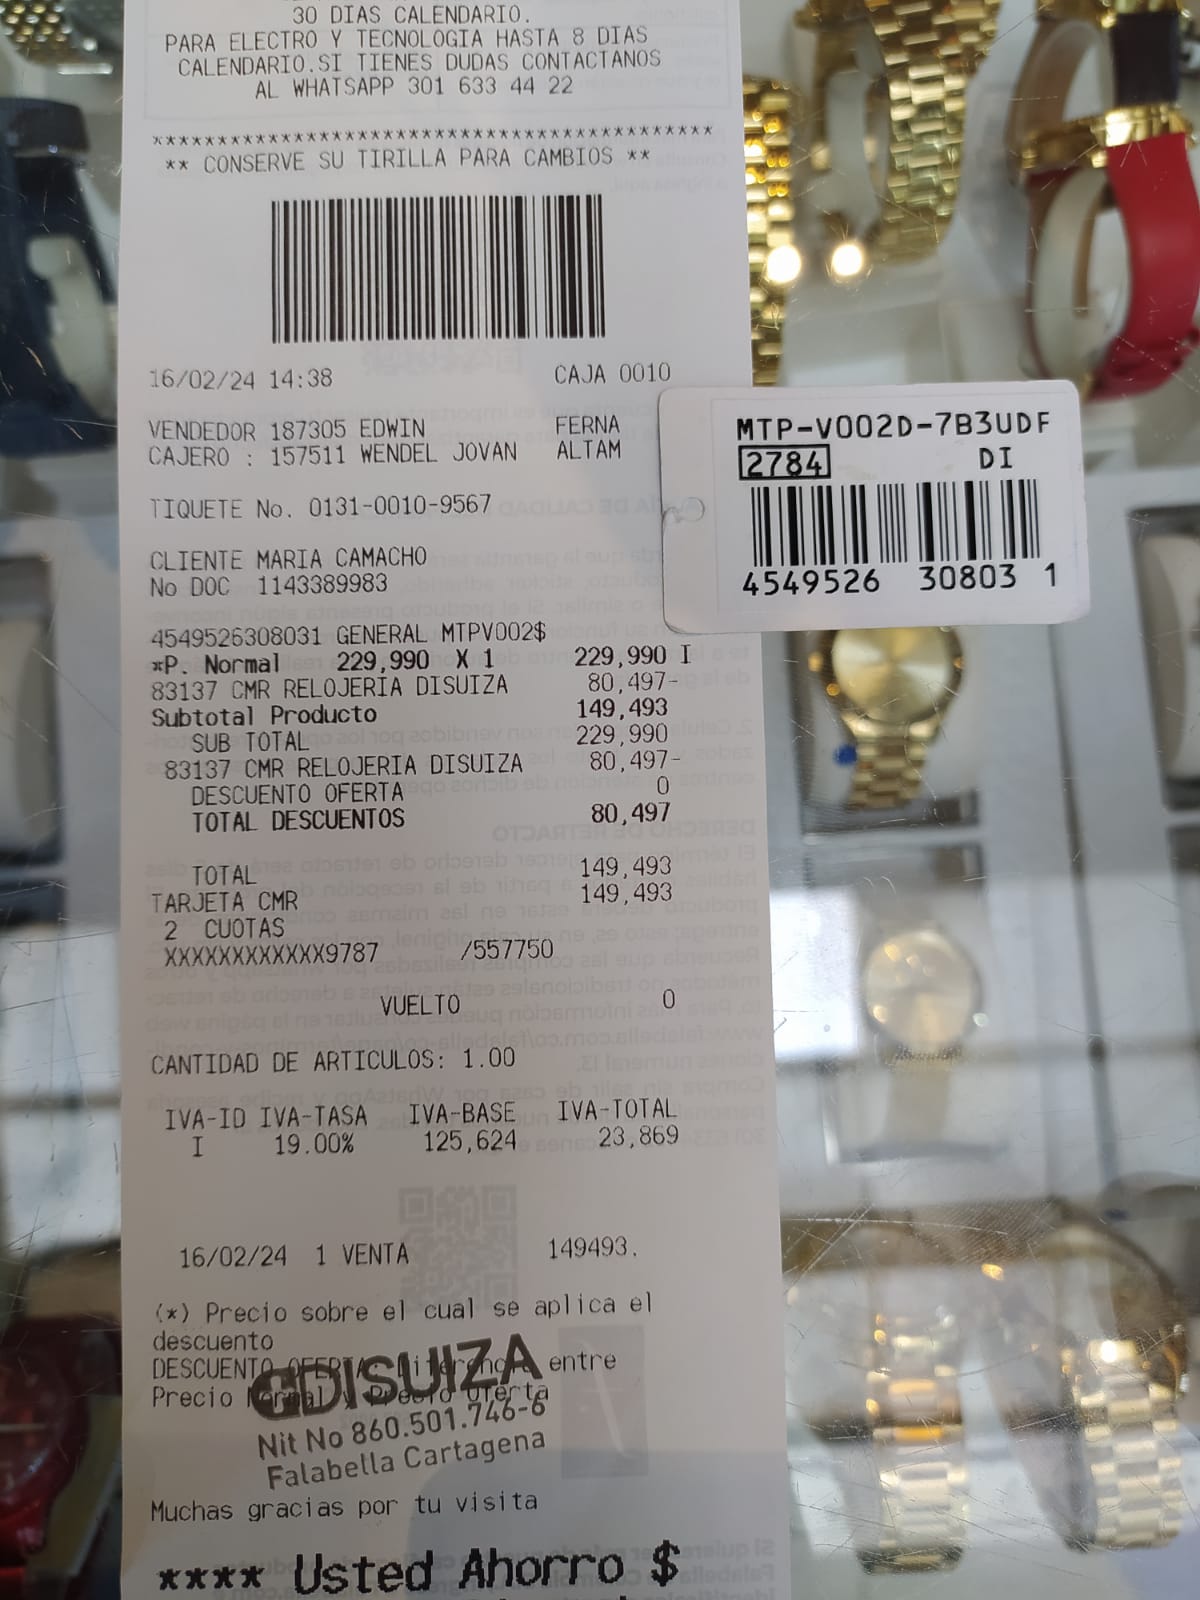 30 DIAS CALENDARIO.
PARA ELECTRO Y TECNOLOGIA HASTA 8 DIAS
CALENDARIO.SI TIENES DUDAS CONTACTANOS
AL WHATSAPP 301 633 44 22
*******************************************
** CONSERVE SU TIRILLA PARA CAMBIOS **
16/02/24 14:38 CAJA 0010
VENDEDOR 187305 EDWIN FERNA
CAJERO : 157511 WENDEL JOVAN ALTAM
TIQUETE No. 0131-0010-9567
CLIENTE MARIA CAMACHO
No DOC 1143389983
4549526308031 GENERAL MTPV002$
*P. Normal 229,990 X 1 229,990 I
83137 CMR RELOJERIA DISUIZA 80,497-
Subtotal Producto 149,493
SUB TOTAL 229,990
83137 CMR RELOJERIA DISUIZA 80,497-
DESCUENTO OFERTA 0
TOTAL DESCUENTOS 80,497
TOTAL 149,493
TARJETA CMR 149,493
2 CUOTAS
XXXXXXXXXXXX9787 /557750
VUELTO 0
CANTIDAD DE ARTICULOS: 1.00
IVA-ID IVA-TASA IVA-BASE IVA-TOTAL
I 19.00% 125,624 23,869
16/02/24 1 VENTA 149493.
(*) Precio sobre el cual se aplica el
descuento
DESCUENTO OFERTA: Diferencia entre
Precio Normal y Precio Oferta
DISUIZA
Nit No 860.501.746-6
Falabella Cartagena
Muchas gracias por tu visita
**** Usted Ahorro $
MTP-V002D-7B3UDF
2784 DI
4549526 30803 1